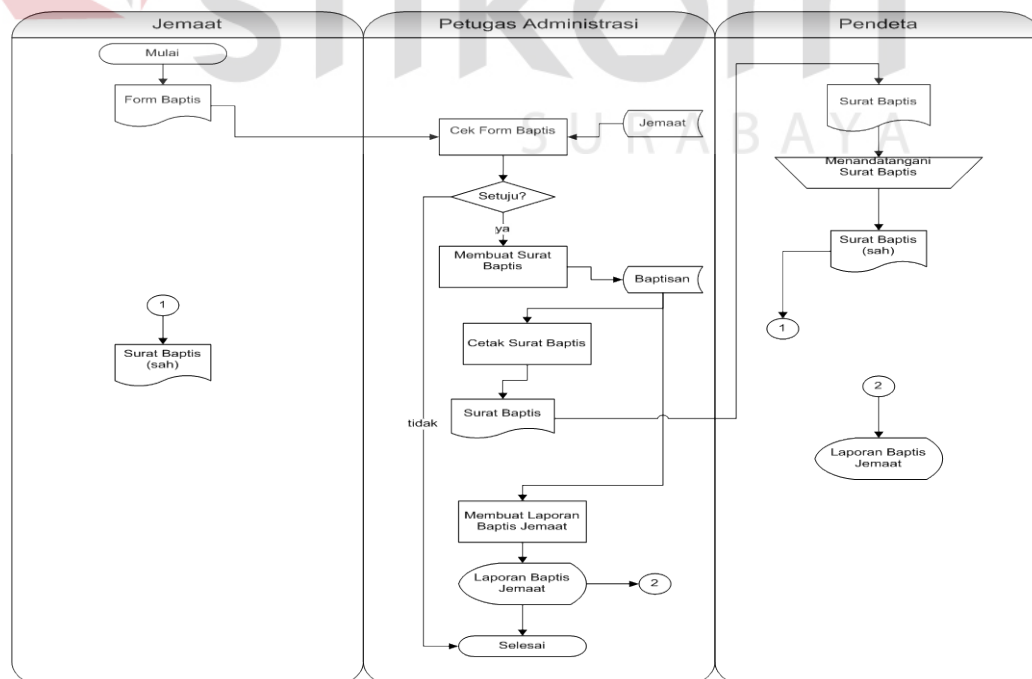 Jemaat
Petugas Administrasi
Pendeta
SURABAYA
Mulai
Form Baptis
1
Surat Baptis
(sah)
Cek Form Baptis
Jemaat
Setuju?
ya
Membuat Surat
Baptis
Baptisan
Cetak Surat Baptis
Surat Baptis
tidak
Membuat Laporan
Baptis Jemaat
Laporan Baptis
Jemaat
2
Selesai
Surat Baptis
Menandatangani
Surat Baptis
Surat Baptis
(sah)
1
2
Laporan Baptis
Jemaat